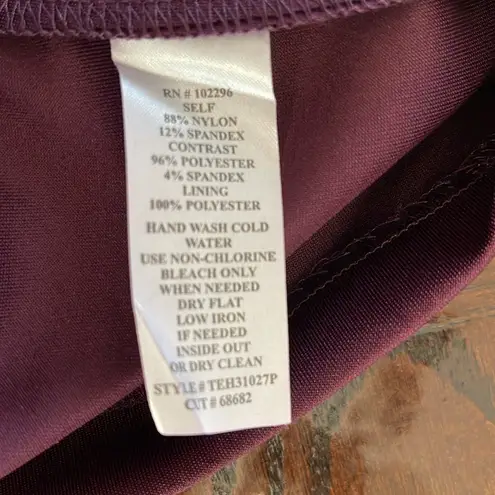 RN # 102296
SELF
88% NYLON
12% SPANDEX
CONTRAST
96% POLYESTER
4% SPANDEX
LINING
100% POLYESTER
HAND WASH COLD
WATER
USE NON-CHLORINE
BLEACH ONLY
WHEN NEEDED
DRY FLAT
LOW IRON
IF NEEDED
INSIDE OUT
OR DRY CLEAN
STYLE # TEH31027P
CUT # 68682